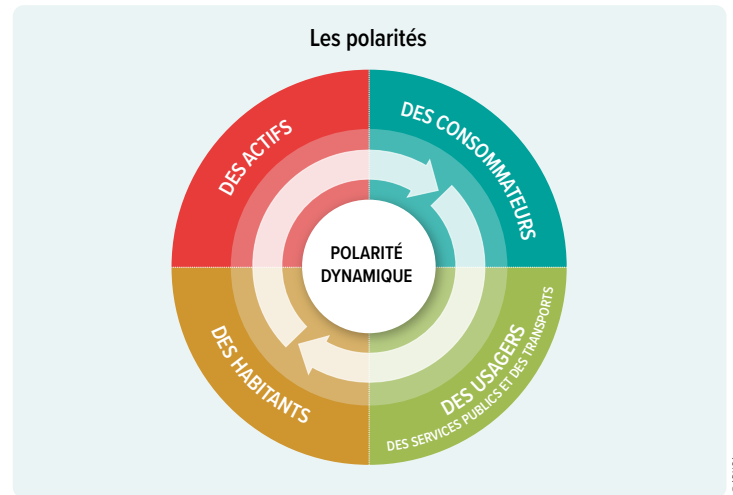 Les polarités
DES ACTIFS
DES CONSOMMATEURS
POLARITÉ
DYNAMIQUE
DES HABITANTS
DES USAGERS
DES SERVICES PUBLICS ET DES TRANSPORTS